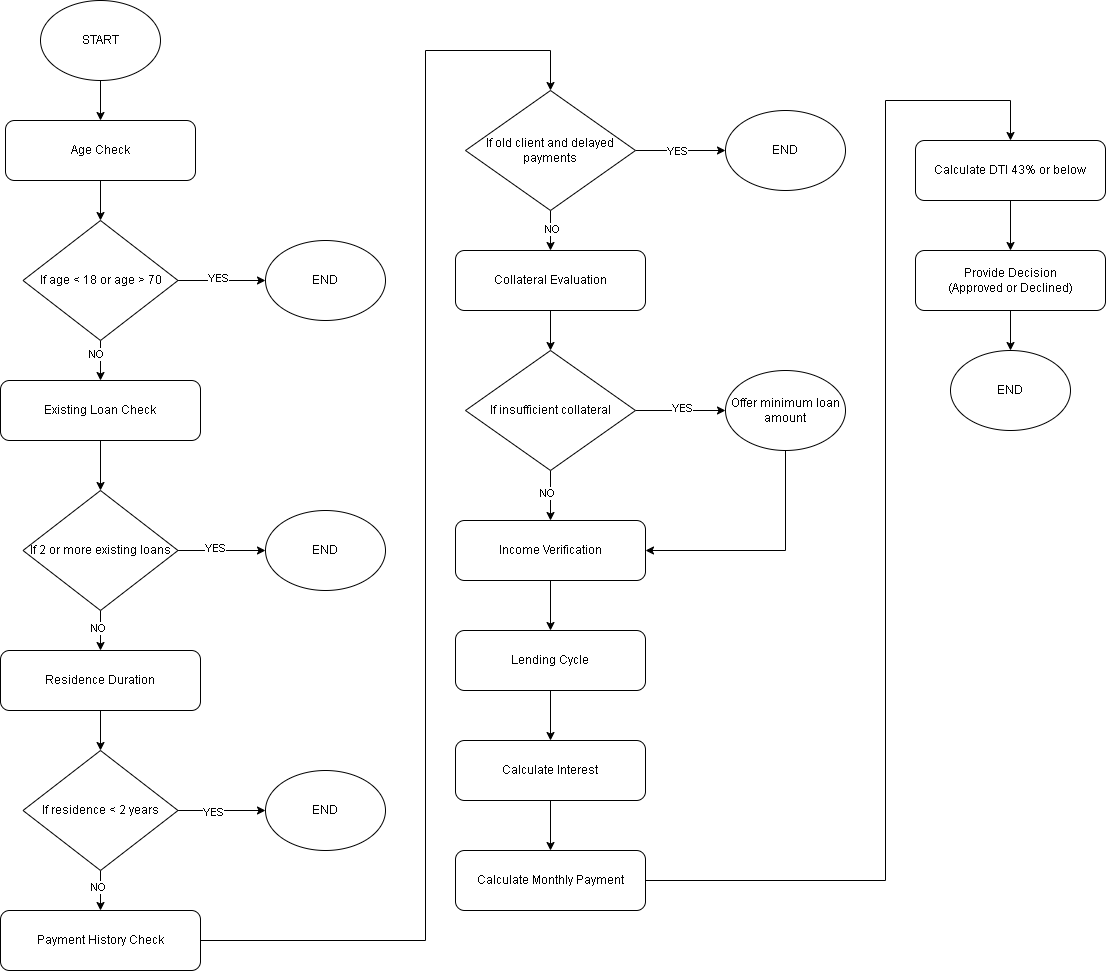 START
Age Check
If age < 18 or age > 70
YES
END
NO
Existing Loan Check
If 2 or more existing loans
YES
END
NO
Residence Duration
If residence < 2 years
YES
END
NO
Payment History Check
If old client and delayed
payments
YES
END
NO
Collateral Evaluation
If insufficient collateral
YES
Offer minimum loan
amount
NO
Income Verification
Lending Cycle
Calculate Interest
Calculate Monthly Payment
Calculate DTI 43% or below
Provide Decision
(Approved or Declined)
END